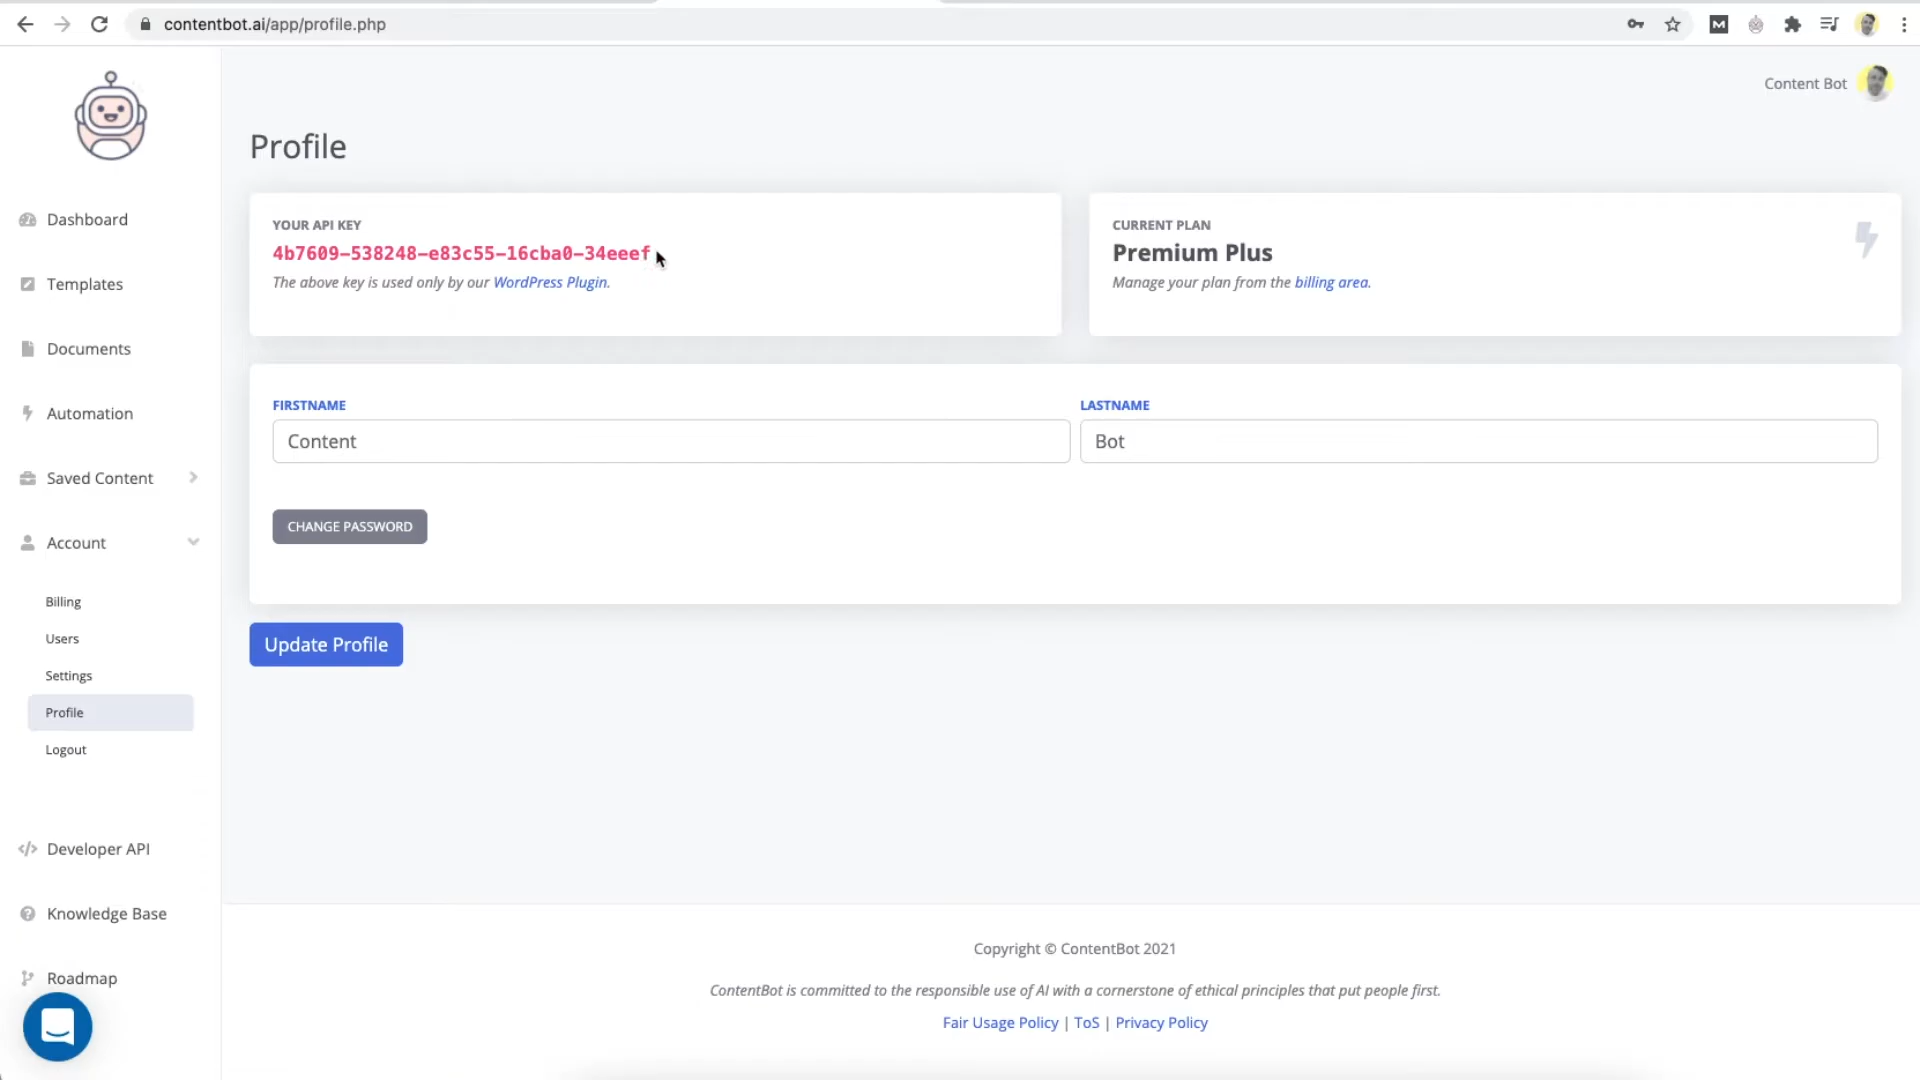 contentbot.ai/app/profile.php
Content Bot
Profile
YOUR API KEY
4b7609-538248-e83c55-16cba0-34eeef
The above key is used only by our WordPress Plugin.
CURRENT PLAN
Premium Plus
Manage your plan from the billing area.
Dashboard
Templates
Documents
Automation
Saved Content
Account
Billing
Users
Settings
Profile
Logout
Developer API
Knowledge Base
Roadmap
FIRSTNAME
Content
LASTNAME
Bot
CHANGE PASSWORD
Update Profile
Copyright © ContentBot 2021
ContentBot is committed to the responsible use of AI with a cornerstone of ethical principles that put people first.
Fair Usage Policy | ToS | Privacy Policy